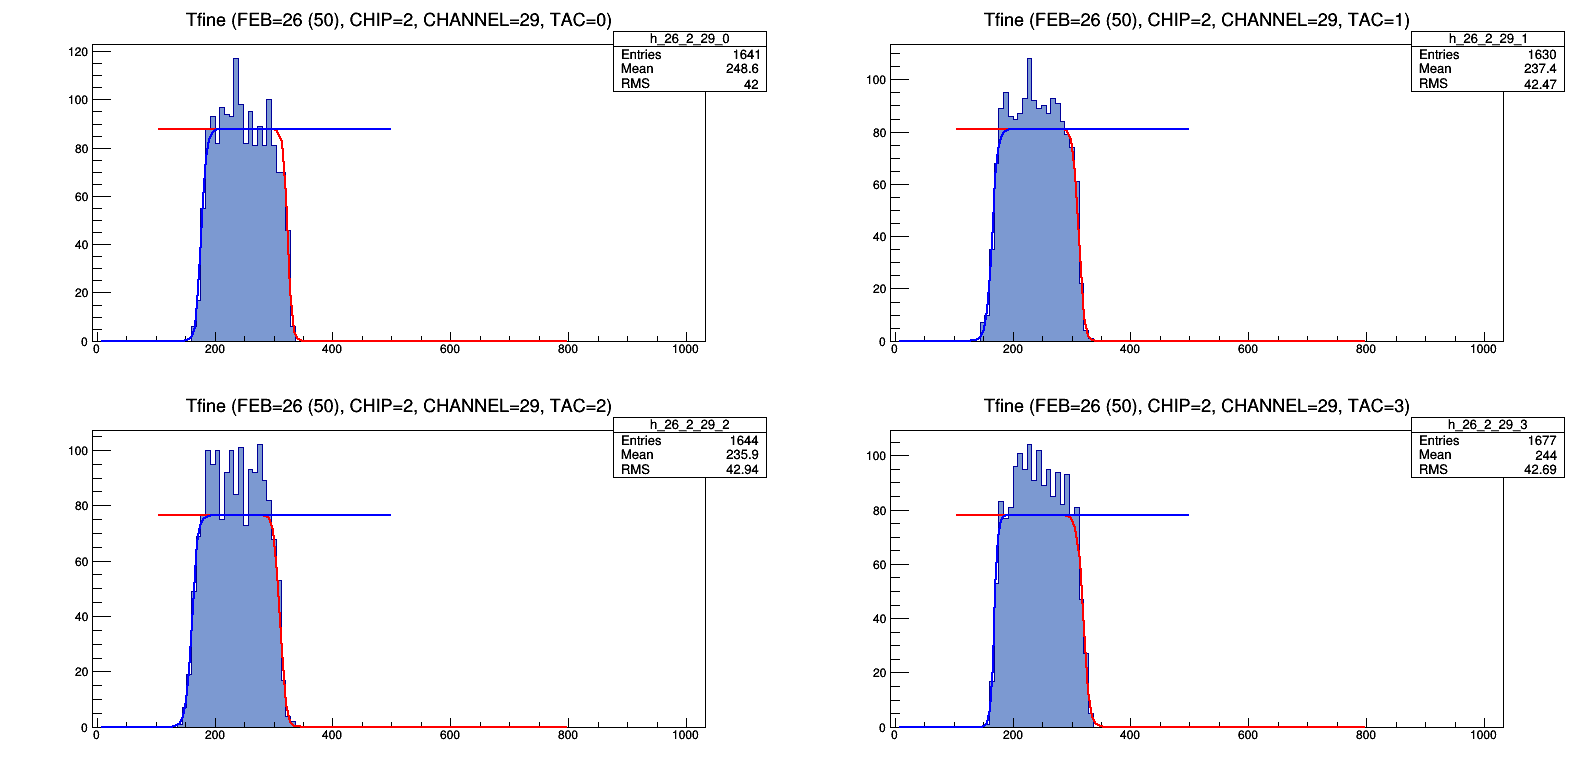 Tfine (FEB=26 (50), CHIP=2, CHANNEL=29, TAC=0)
h_26_2_29_0
Entries 1641
Mean 248.6
RMS 42
120
100
80
60
40
20
0
0 200 400 600 800 1000
Tfine (FEB=26 (50), CHIP=2, CHANNEL=29, TAC=1)
h_26_2_29_1
Entries 1630
Mean 237.4
RMS 42.47
100
80
60
40
20
0
0 200 400 600 800 1000
Tfine (FEB=26 (50), CHIP=2, CHANNEL=29, TAC=2)
h_26_2_29_2
Entries 1644
Mean 235.9
RMS 42.94
100
80
60
40
20
0
0 200 400 600 800 1000
Tfine (FEB=26 (50), CHIP=2, CHANNEL=29, TAC=3)
h_26_2_29_3
Entries 1677
Mean 244
RMS 42.69
100
80
60
40
20
0
0 200 400 600 800 1000